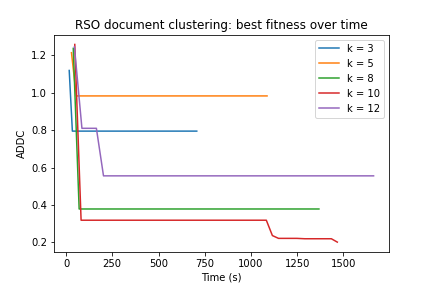 RSO document clustering: best fitness over time
k = 3
k = 5
k = 8
k = 10
k = 12
1.2
1.0
0.8
0.6
0.4
0.2
ADDC
0 250 500 750 1000 1250 1500
Time (s)